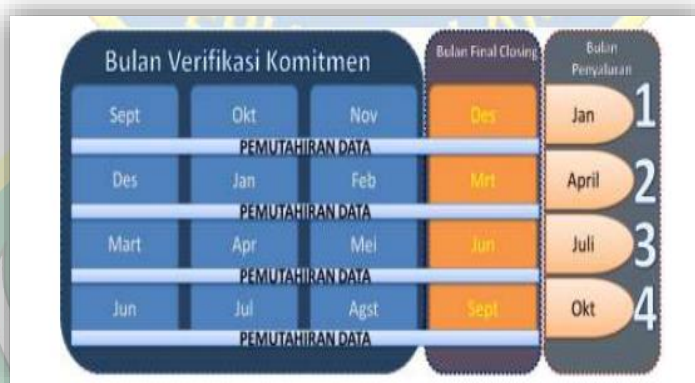 Bulan Verifikasi Komitmen
Bulan Final Closing
Bulan
Penyaluran
Sept Okt Nov Des Jan 1
PEMUTAHIRAN DATA
Des Jan Feb Mrt April 2
PEMUTAHIRAN DATA
Mart Apr Mei Jun Juli 3
PEMUTAHIRAN DATA
Jun Jul Agst Sept Okt 4
PEMUTAHIRAN DATA